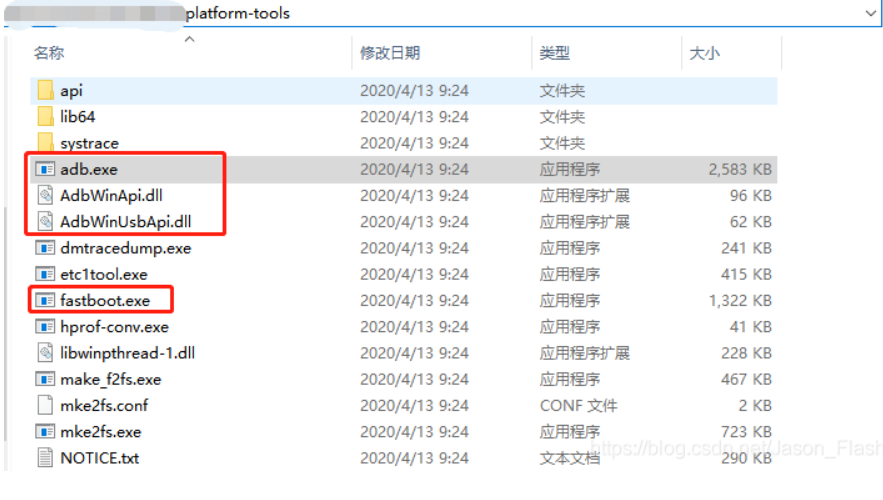 platform-tools
名称 修改日期 类型 大小
api 2020/4/13 9:24 文件夹
lib64 2020/4/13 9:24 文件夹
systrace 2020/4/13 9:24 文件夹
adb.exe 2020/4/13 9:24 应用程序 2,583 KB
AdbWinApi.dll 2020/4/13 9:24 应用程序扩展 96 KB
AdbWinUsbApi.dll 2020/4/13 9:24 应用程序扩展 62 KB
dmtracedump.exe 2020/4/13 9:24 应用程序 241 KB
etc1tool.exe 2020/4/13 9:24 应用程序 415 KB
fastboot.exe 2020/4/13 9:24 应用程序 1,322 KB
hprof-conv.exe 2020/4/13 9:24 应用程序 41 KB
libwinpthread-1.dll 2020/4/13 9:24 应用程序扩展 228 KB
make_f2fs.exe 2020/4/13 9:24 应用程序 467 KB
mke2fs.conf 2020/4/13 9:24 CONF 文件 2 KB
mke2fs.exe 2020/4/13 9:24 应用程序 723 KB
https://blog.csdn.net/Jason_Flash
NOTICE.txt 2020/4/13 9:24 文本文档 290 KB